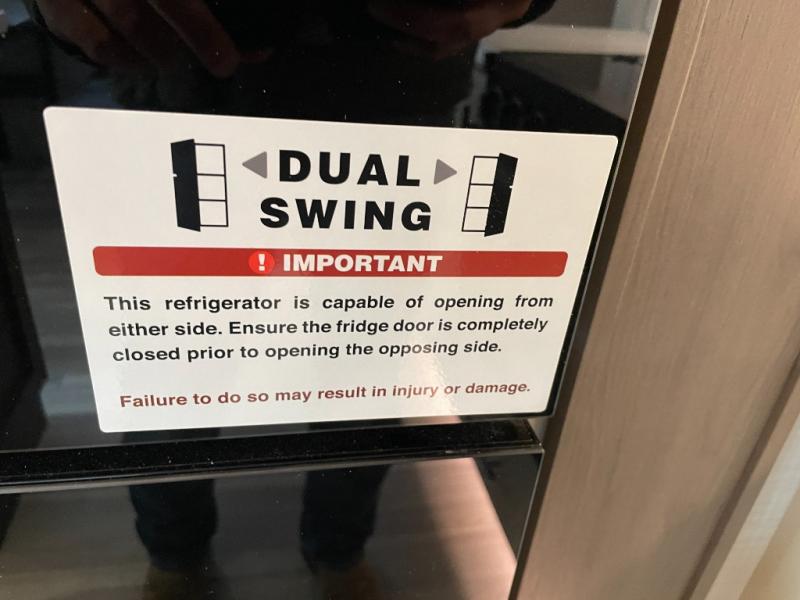 DUAL
SWING
! IMPORTANT
This refrigerator is capable of opening from
either side. Ensure the fridge door is completely
closed prior to opening the opposing side.
Failure to do so may result in injury or damage.